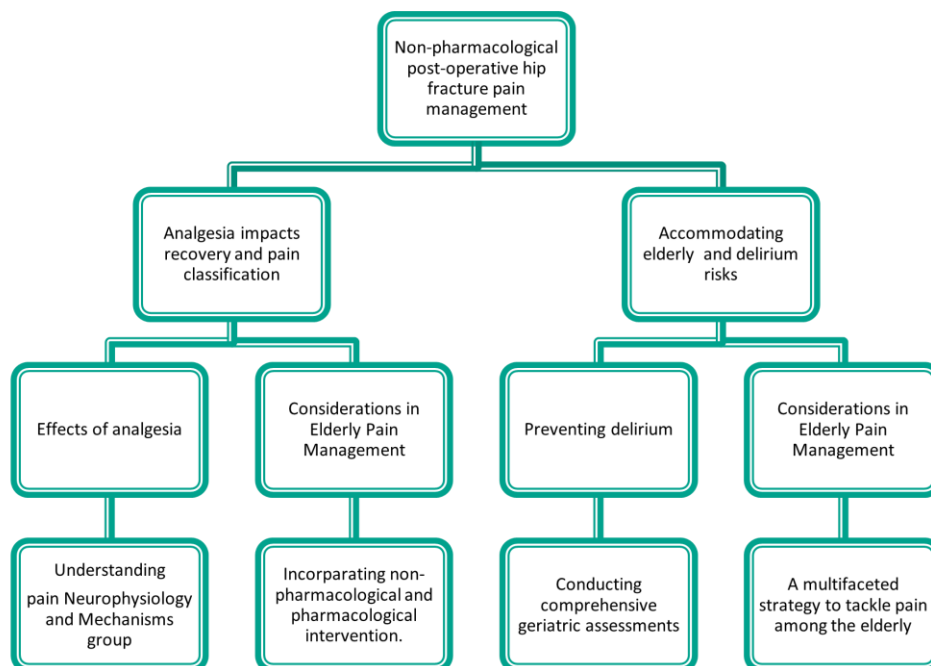 Non-pharmacological
post-operative hip
fracture pain
management
Analgesia impacts
recovery and pain
classification
Accommodating
elderly and delirium
risks
Effects of analgesia
Considerations in
Elderly Pain
Management
Preventing delirium
Considerations in
Elderly Pain
Management
Understanding
pain Neurophysiology
and Mechanisms
group
Incorparating non-
pharmacological and
pharmacological
intervention.
Conducting
comprehensive
geriatric assessments
A multifaceted
strategy to tackle pain
among the elderly